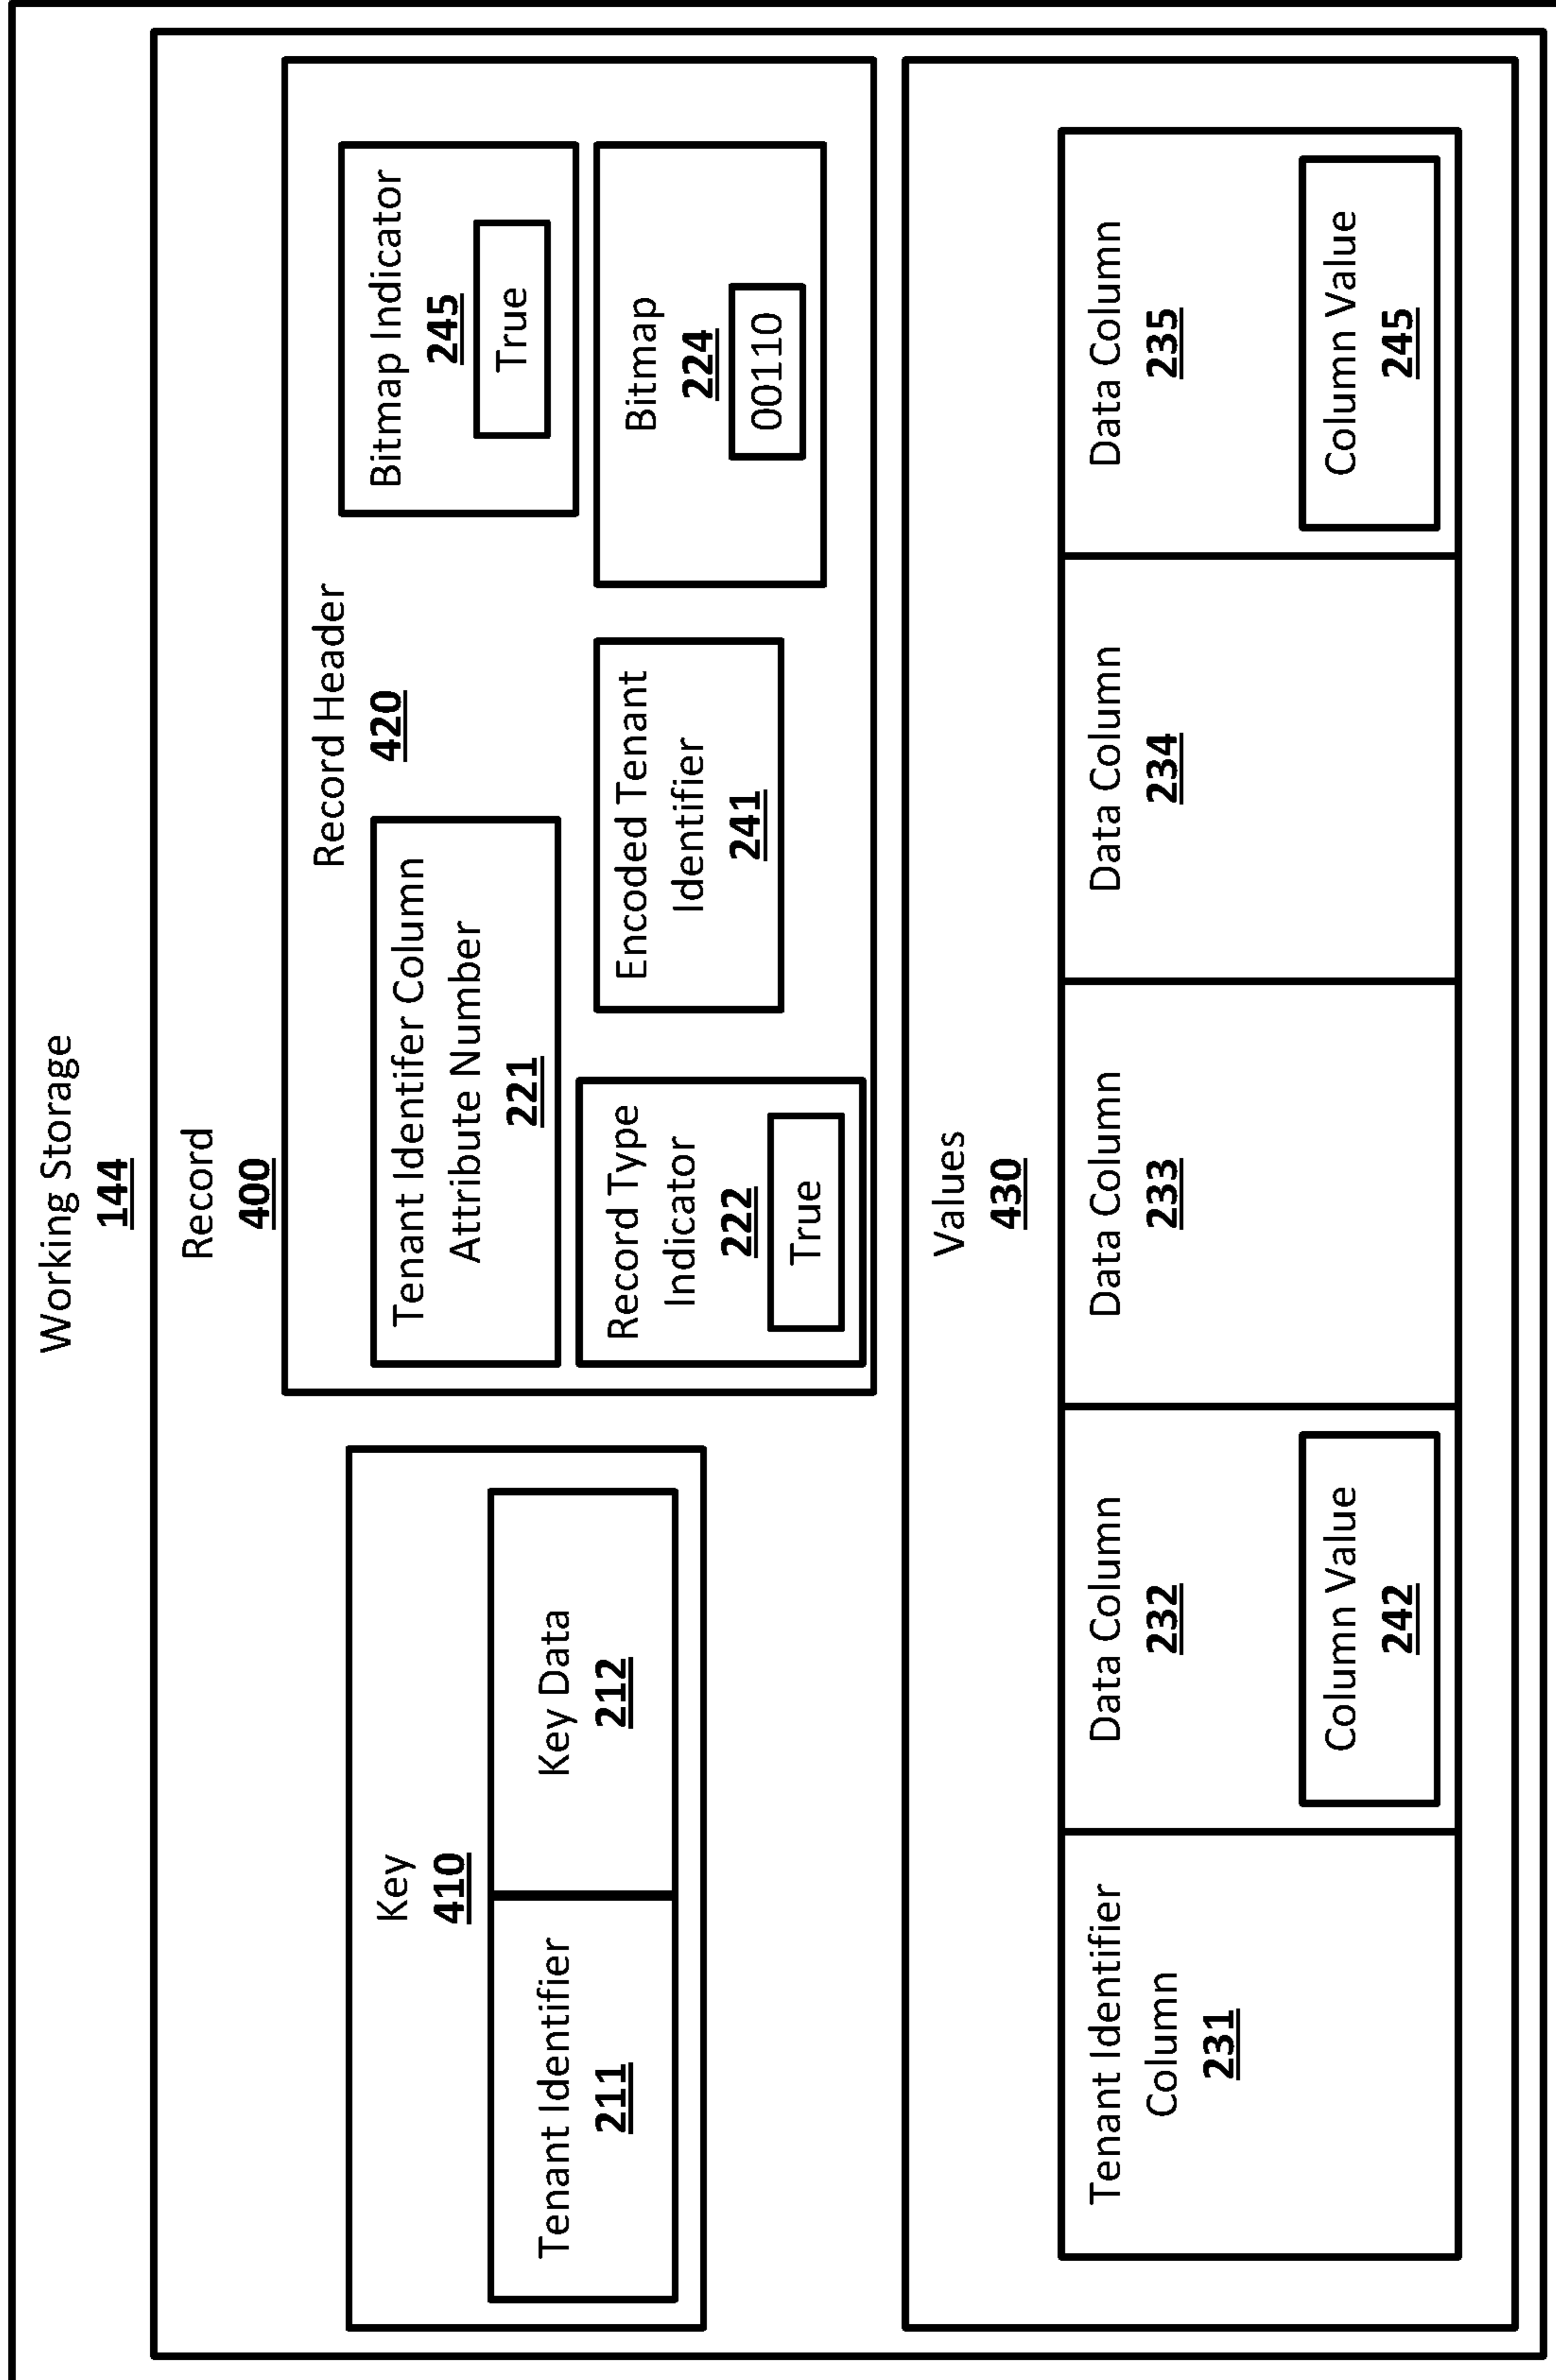 Working Storage
144
Record
400
Key
410
Tenant Identifier
211
Key Data
212
Record Header
420
Tenant Identifer Column
Attribute Number
221
Bitmap Indicator
245
True
Record Type
Indicator
222
True
Encoded Tenant
Identifier
241
Bitmap
224
00110
Values
430
Tenant Identifier
Column
231
Data Column
232
Column Value
242
Data Column
233
Data Column
234
Data Column
235
Column Value
245